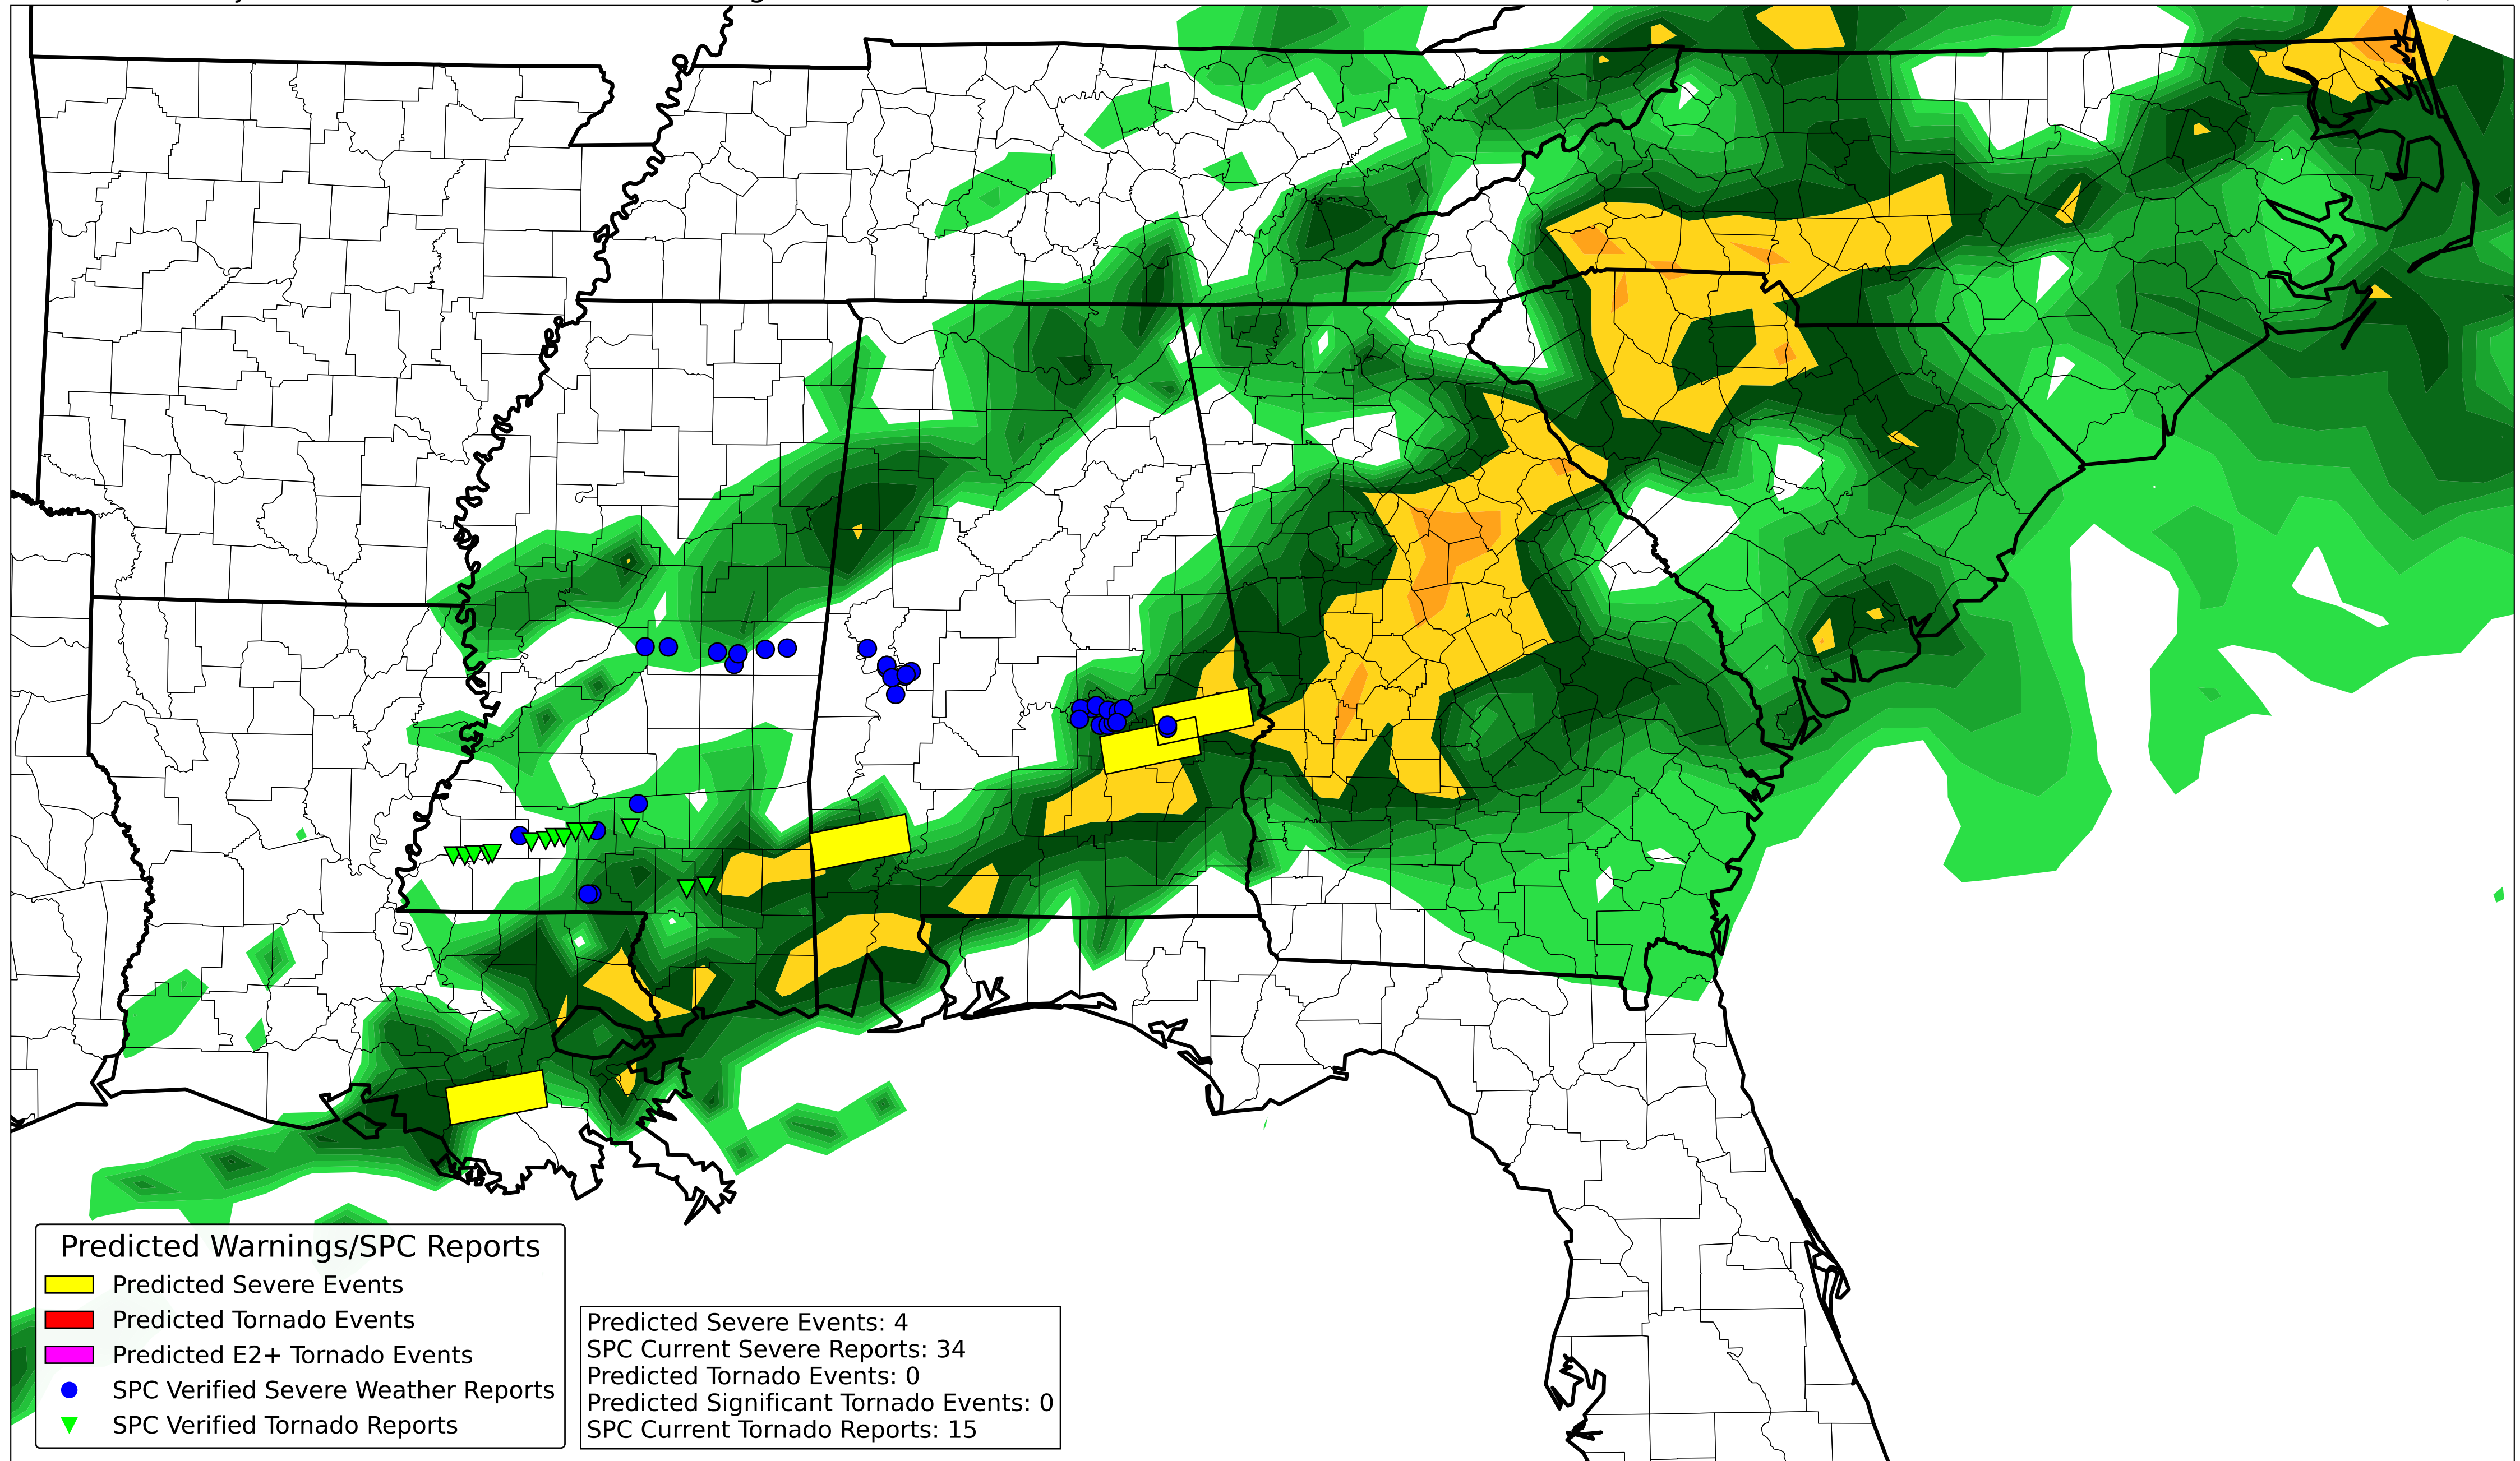 Predicted Warnings/SPC Reports
Predicted Severe Events
Predicted Tornado Events
Predicted E2+ Tornado Events
SPC Verified Severe Weather Reports
SPC Verified Tornado Reports
Predicted Severe Events: 4
SPC Current Severe Reports: 34
Predicted Tornado Events: 0
Predicted Significant Tornado Events: 0
SPC Current Tornado Reports: 15